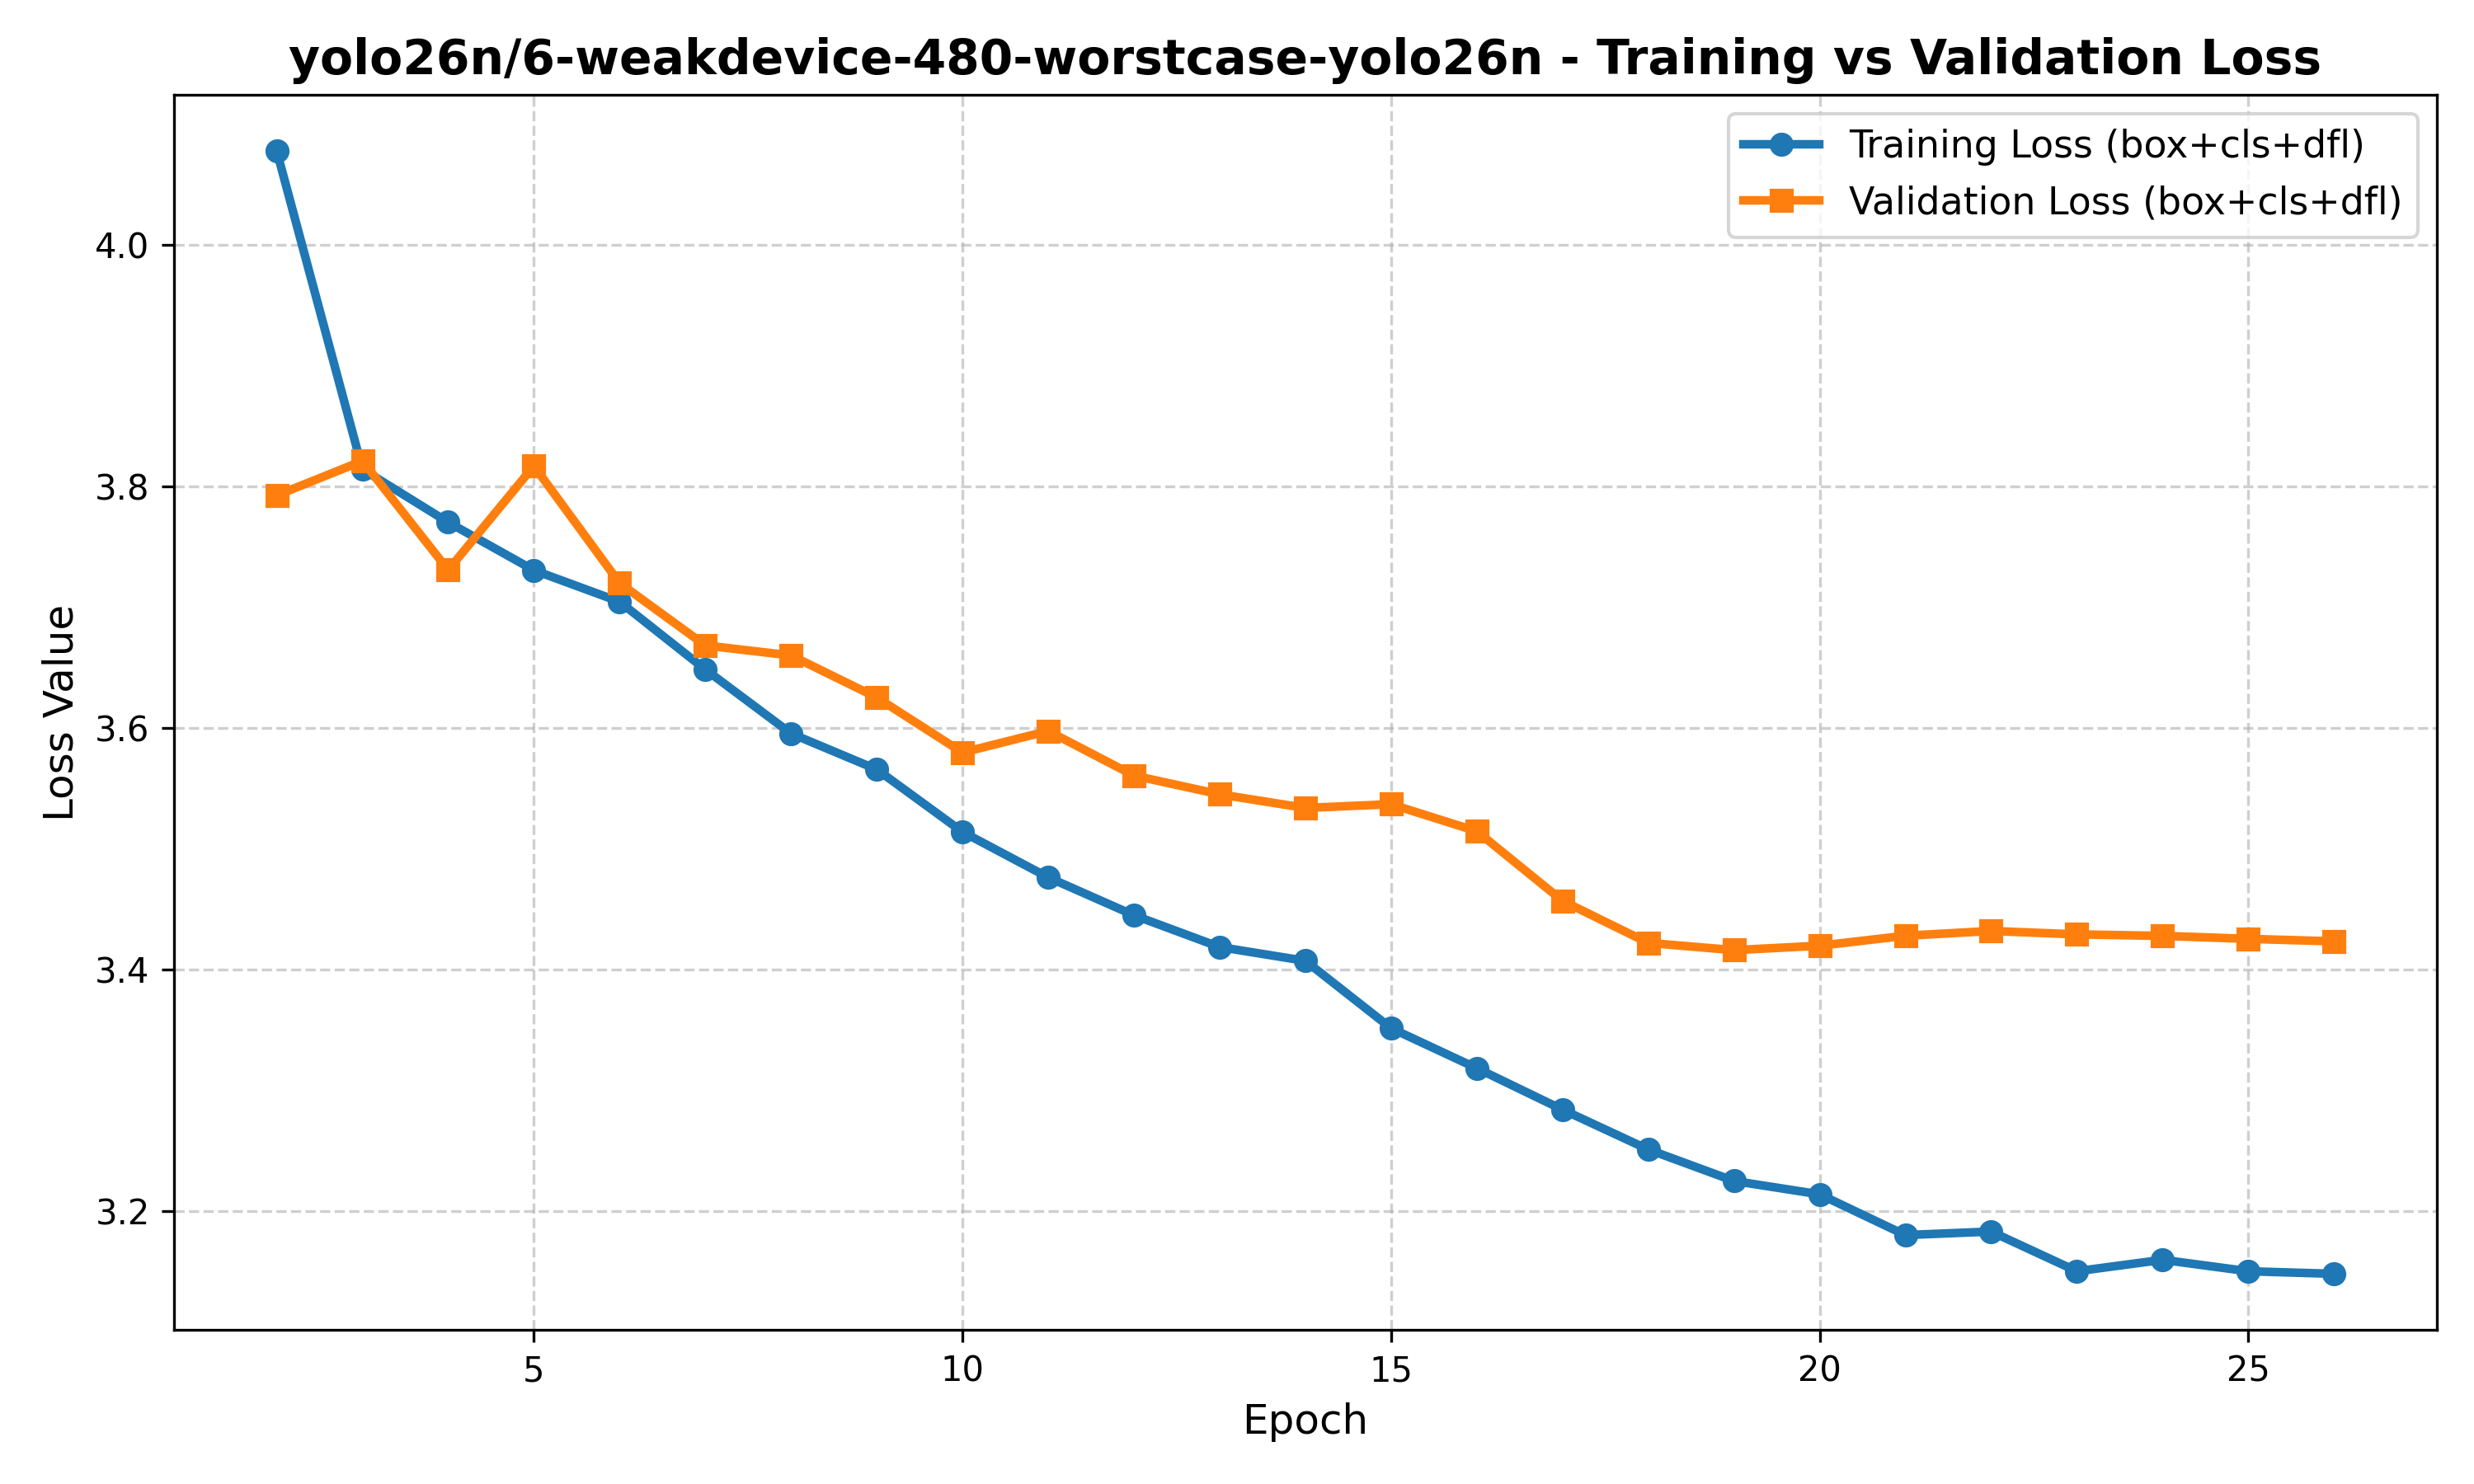 yolo26n/6-weakdevice-480-worstcase-yolo26n - Training vs Validation Loss
Training Loss (box+cls+dfl)
Validation Loss (box+cls+dfl)
Loss Value
4.0
3.8
3.6
3.4
3.2
5 10 15 20 25
Epoch